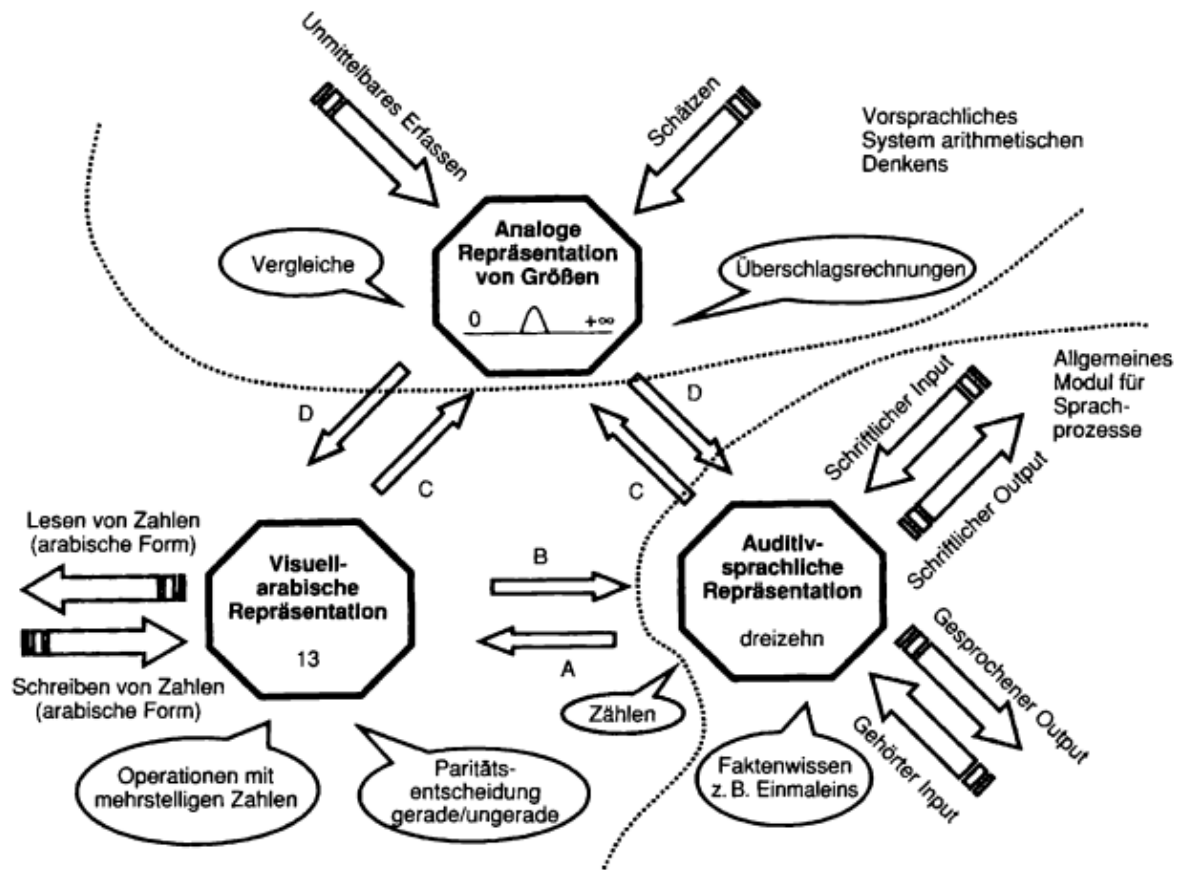 Unmittelbares Erfassen
Schätzen
Vorsprachliches
System arithmetischen
Denkens
Analoge
Repräsentation
von Größen
0 +∞
Vergleiche
Überschlagsrechnungen
Allgemeines
Modul für
Sprach-
prozesse
Schriftlicher Input
Schriftlicher Output
D
C
D
C
Lesen von Zahlen
(arabische Form)
Visuell-
arabische
Repräsentation
13
B
A
Auditiv-
sprachliche
Repräsentation
dreizehn
Schreiben von Zahlen
(arabische Form)
Zählen
Gesprochener Output
Gehörter Input
Operationen mit
mehrstelligen Zahlen
Paritäts-
entscheidung
gerade/ungerade
Faktenwissen
z. B. Einmaleins